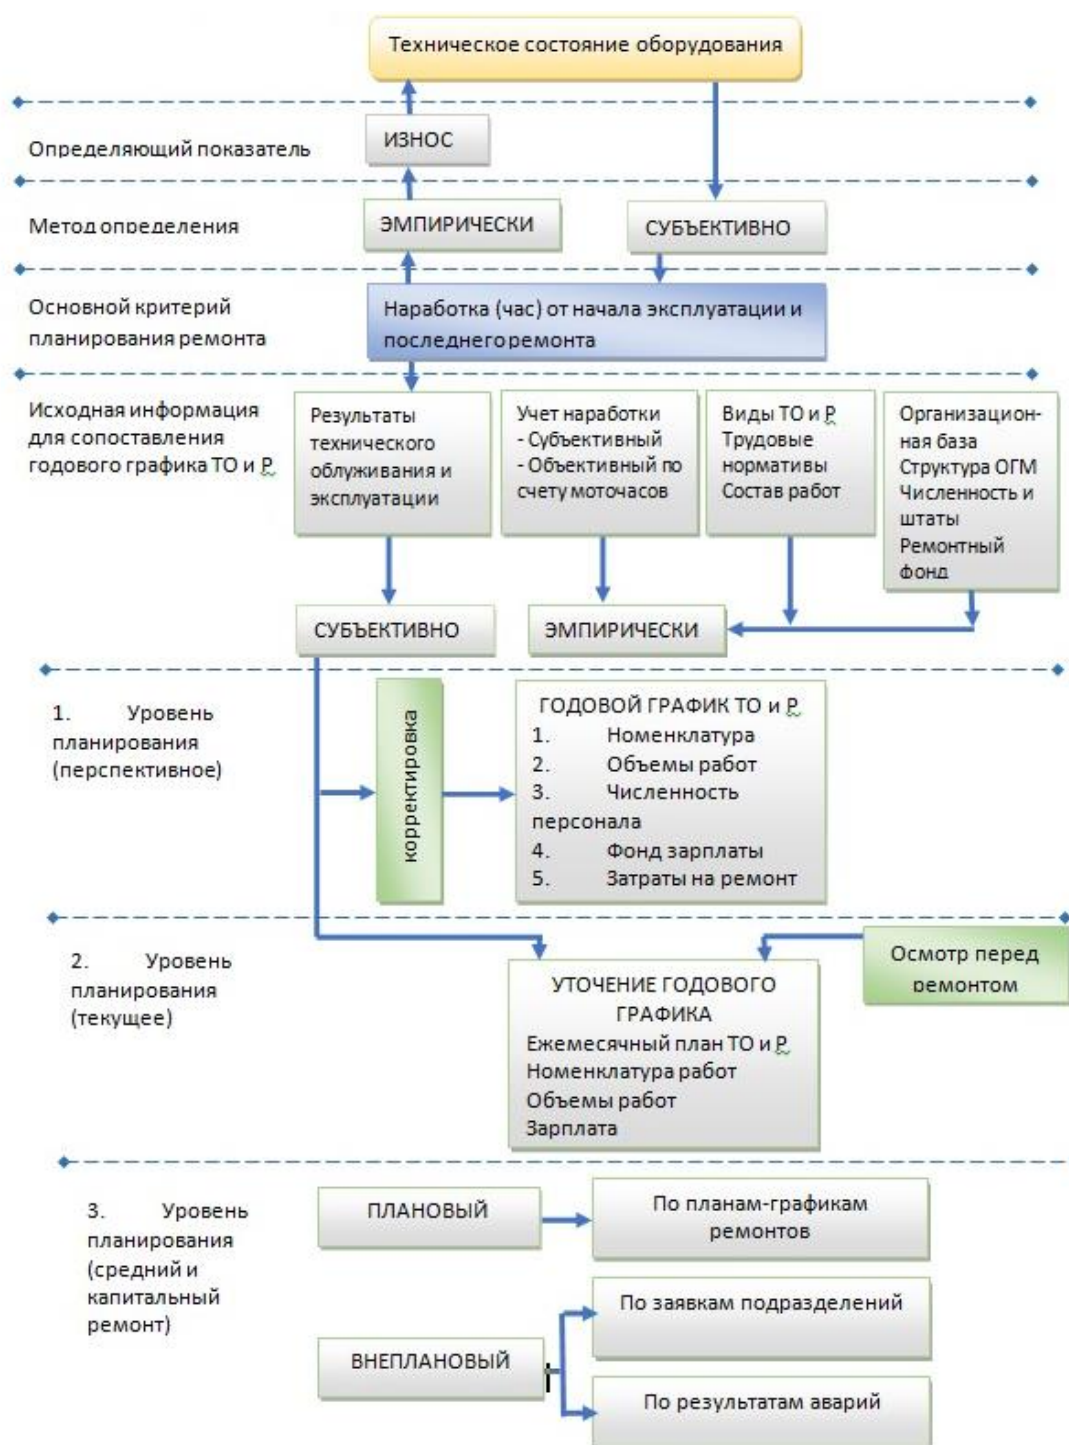 Техническое состояние оборудования
Определяющий показатель
ИЗНОС
Метод определения
ЭМПИРИЧЕСКИ
СУБЪЕКТИВНО
Основной критерий
планирования ремонта
Наработка (час) от начала эксплуатации и
последнего ремонта
Исходная информация
для сопоставления
годового графика ТО и Р
Результаты
технического
облуживания и
эксплуатации
Учет наработки
- Субъективный
- Объективный по
счету моточасов
Виды ТО и Р
Трудовые
нормативы
Состав работ
Организацион-
ная база
Структура ОГМ
Численность и
штаты
Ремонтный
фонд
СУБЪЕКТИВНО
ЭМПИРИЧЕСКИ
1. Уровень
планирования
(перспективное)
корректировка
ГОДОВОЙ ГРАФИК ТО и Р
1. Номенклатура
2. Объемы работ
3. Численность
персонала
4. Фонд зарплаты
5. Затраты на ремонт
2. Уровень
планирования
(текущее)
Осмотр перед
ремонтом
УТОЧЕНИЕ ГОДОВОГО
ГРАФИКА
Ежемесячный план ТО и Р
Номенклатура работ
Объемы работ
Зарплата
3. Уровень
планирования
(средний и
капитальный
ремонт)
ПЛАНОВЫЙ
По планам-графикам
ремонтов
ВНЕПЛАНОВЫЙ
По заявкам подразделений
По результатам аварий